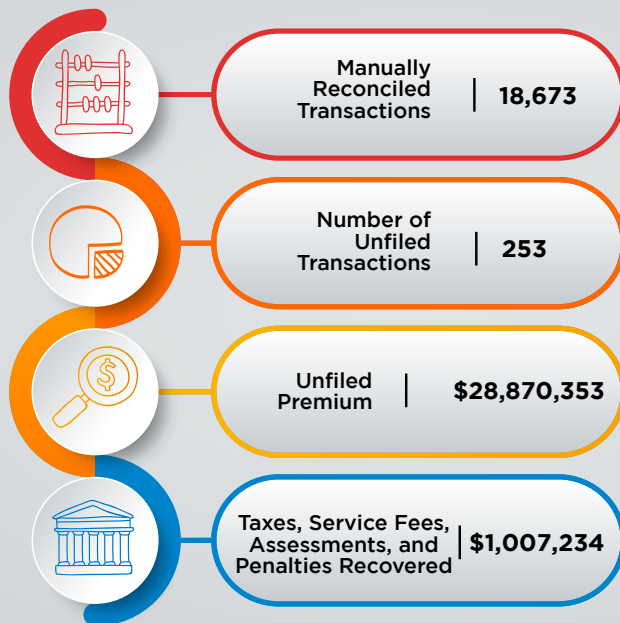 Manually
Reconciled
Transactions
18,673
Number of
Unfiled
Transactions
253
Unfiled
Premium
$28,870,353
Taxes, Service Fees,
Assessments, and
Penalties Recovered
$1,007,234
$